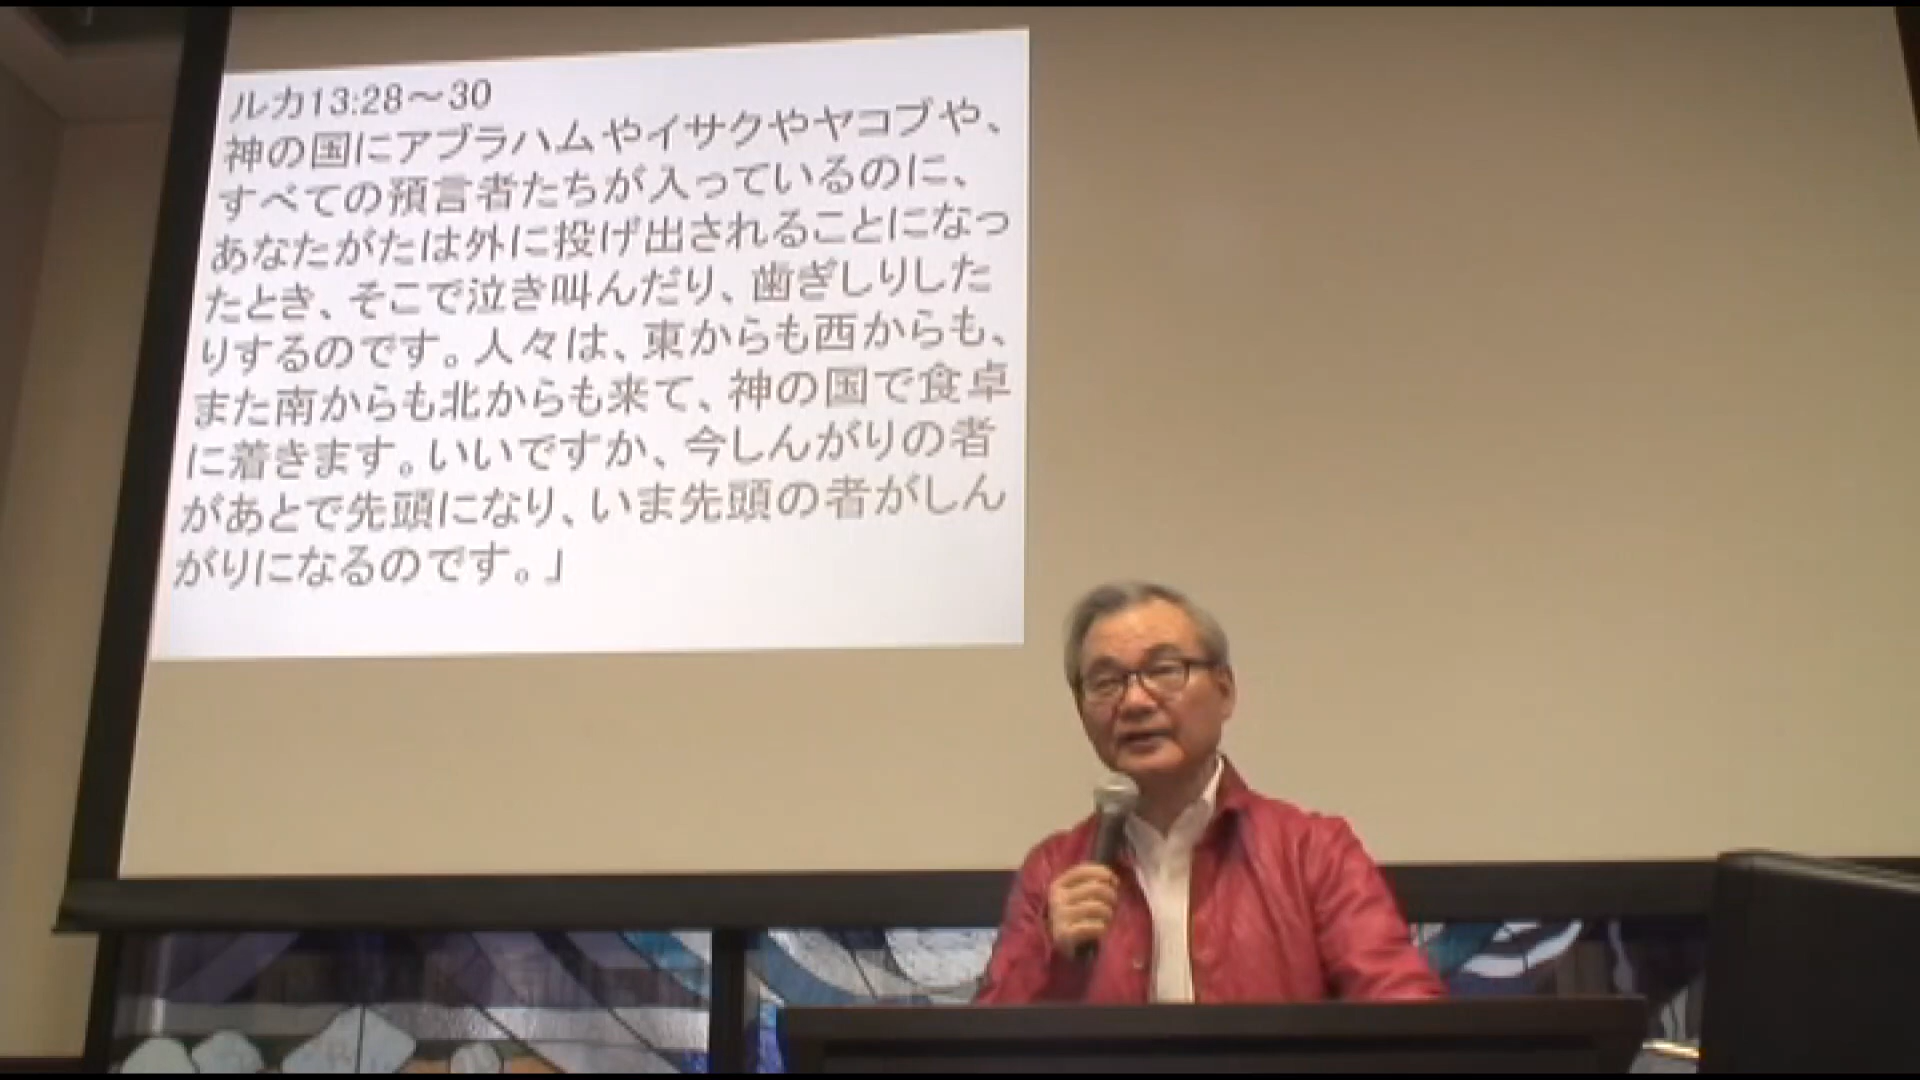 ルカ13:28～30
神の国にアブラハムやイサクやヤコブや、
すべての預言者たちが入っているのに、
あなたがたは外に投げ出されることになっ
たとき、そこで泣き叫んだり、歯ぎしりした
りするのです。人々は、東からも西からも、
また南からも北からも来て、神の国で食卓
に着きます。いいですか、今しんがりの者
があとで先頭になり、いま先頭の者がしん
がりになるのです。」